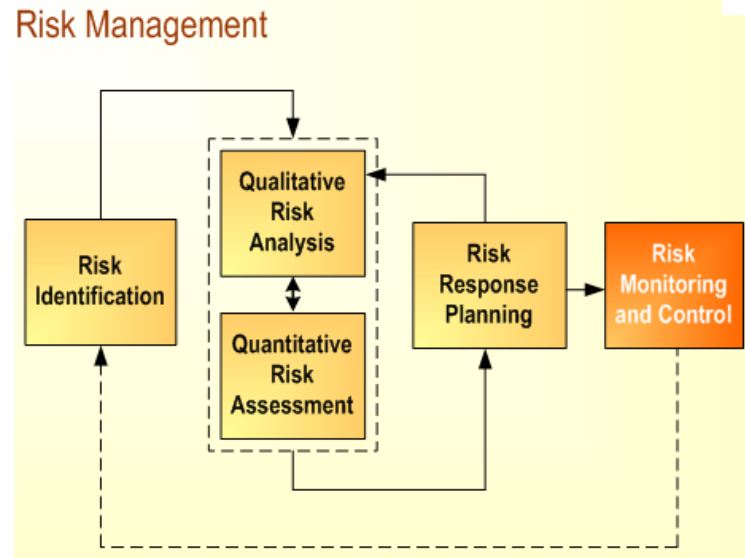 Risk Management
Qualitative
Risk
Analysis
Risk
Identification
Quantitative
Risk
Assessment
Risk
Response
Planning
Risk
Monitoring
and Control